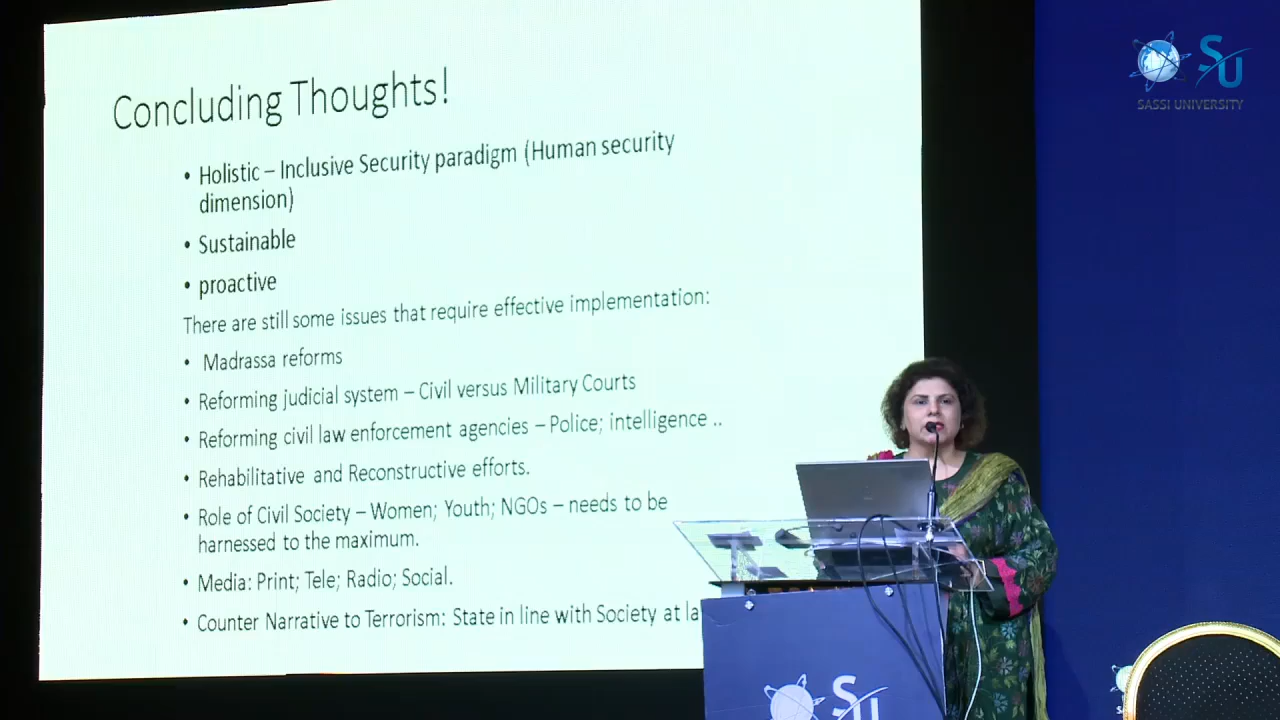 Concluding Thoughts!
• Holistic – Inclusive Security paradigm (Human security
dimension)
• Sustainable
• proactive
There are still some issues that require effective implementation:
• Madrassa reforms
• Reforming judicial system – Civil versus Military Courts
• Reforming civil law enforcement agencies – Police; intelligence ..
• Rehabilitative and Reconstructive efforts.
• Role of Civil Society – Women; Youth; NGOs – needs to be
harnessed to the maximum.
• Media: Print; Tele; Radio; Social.
• Counter Narrative to Terrorism: State in line with Society at
SU
SASSI UNIVERSITY
SU